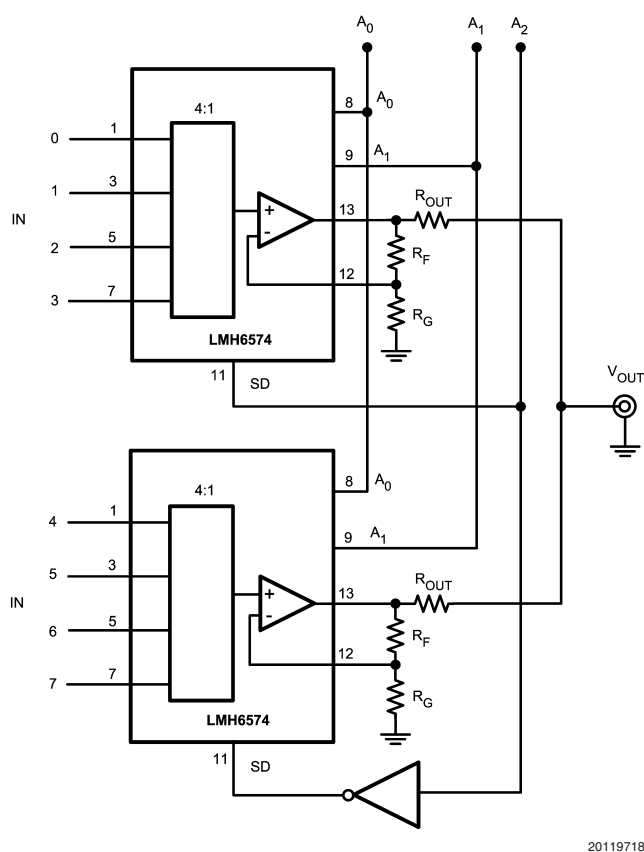 A0 A1 A2
4:1
8 A0
0 1
9 A1
1 3
IN
13 ROUT
+
-
2 5
RF
12
3 7
RG
LMH6574
11 SD
VOUT
4:1
8 A0
4 1
9 A1
5 3
IN
13 ROUT
+
-
6 5
RF
12
7 7
RG
LMH6574
11 SD
20119718